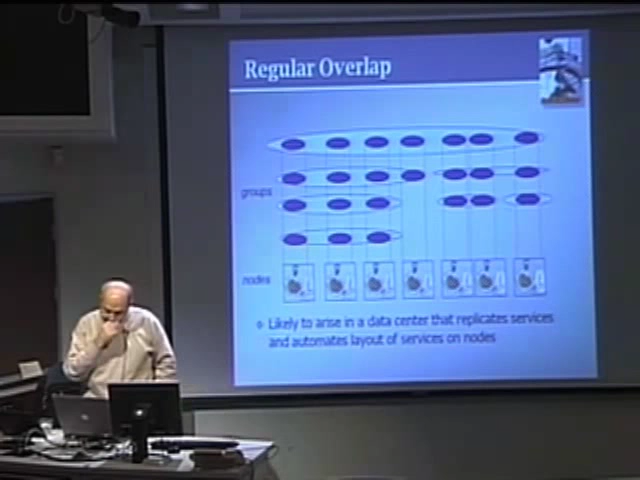 Regular Overlap
groups
nodes
Likely to arise in a data center that replicates services
and automates layout of services on nodes